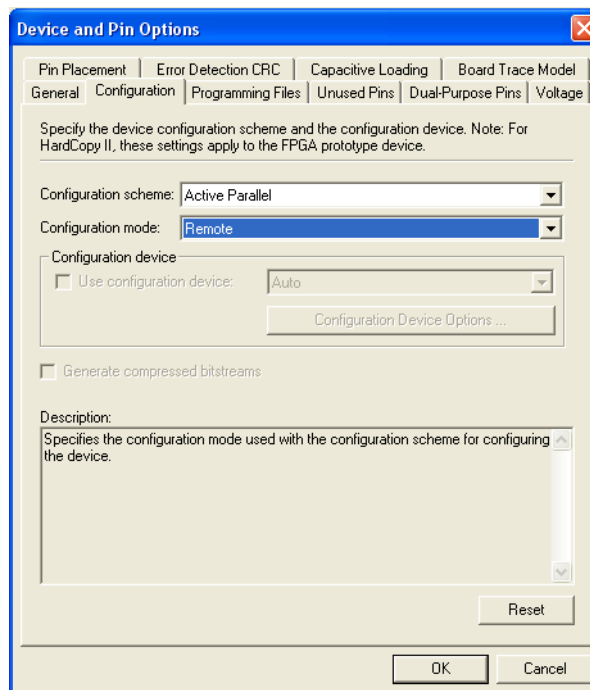 Device and Pin Options
Pin Placement Error Detection CRC Capacitive Loading Board Trace Model
General Configuration Programming Files Unused Pins Dual-Purpose Pins Voltage
Specify the device configuration scheme and the configuration device. Note: For
HardCopy II, these settings apply to the FPGA prototype device.
Configuration scheme: Active Parallel
Configuration mode: Remote
Configuration device
Use configuration device: Auto
Configuration Device Options ...
Generate compressed bitstreams
Description:
Specifies the configuration mode used with the configuration scheme for configuring
the device.
Reset
OK Cancel